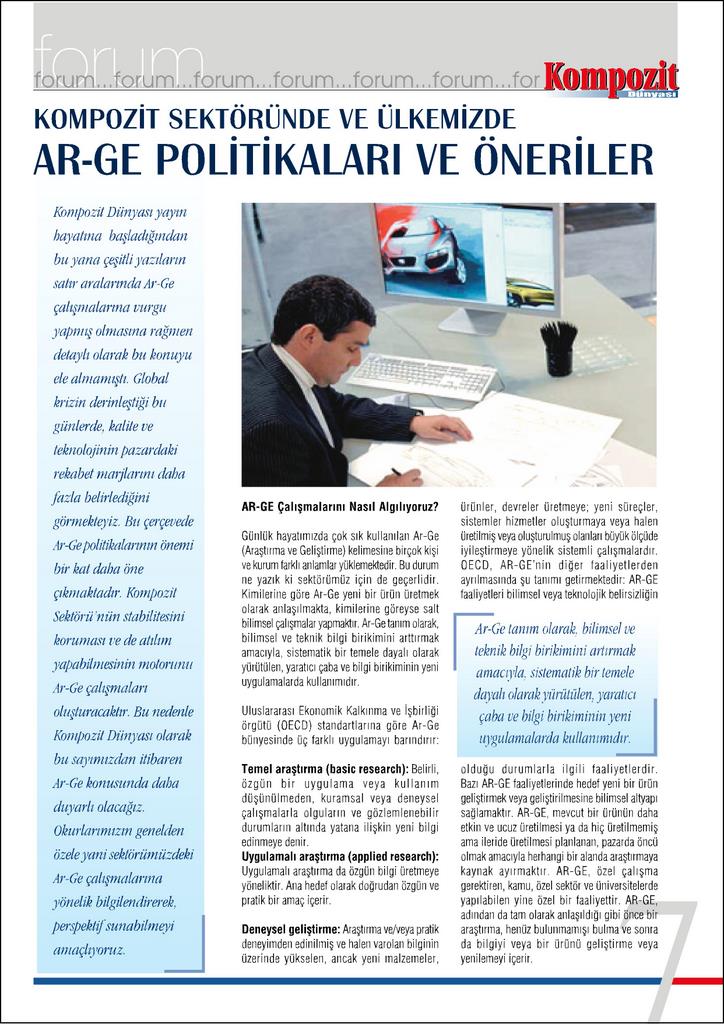 forum
forum...forum...forum...forum...forum...forum...for
Kompozit
Dünyası
KOMPOZİT SEKTÖRÜNDE VE ÜLKEMİZDE
AR-GE POLİTİKALARI VE ÖNERİLER
Kompozit Dünyası yayın
hayatına başladığından
bu yana çeşitli yazıların
satır aralarında Ar-Ge
çalışmalarına vurgu
yapmış olmasına rağmen
detaylı olarak bu konuyu
ele almamıştı. Global
krizin derinleştiği bu
günlerde, kalite ve
teknolojinin pazardaki
rekabet marjlarını daha
fazla belirlediğini
görmekteyiz. Bu çerçevede
Ar-Ge politikalarının önemi
bir kat daha öne
çıkmaktadır. Kompozit
Sektörü'nün stabilitesini
koruması ve de atılım
yapabilmesinin motorunu
Ar-Ge çalışmaları
oluşturacaktır. Bu nedenle
Kompozit Dünyası olarak
bu sayımızdan itibaren
Ar-Ge konusunda daha
duyarlı olacağız.
Okurlarımızın genelden
özele yani sektörümüzdeki
Ar-Ge çalışmalarına
yönelik bilgilendirerek,
perspektif sunabilmeyi
amaçlıyoruz.
AR-GE Çalışmalarını Nasıl Algılıyoruz?
Günlük hayatımızda çok sık kullanılan Ar-Ge
(Araştırma ve Geliştirme) kelimesine birçok kişi
ve kurum farklı anlamlar yüklemektedir. Bu durum
ne yazık ki sektörümüz için de geçerlidir.
Kimilerine göre Ar-Ge yeni bir ürün üretmek
olarak anlaşılmakta, kimilerine göreyse salt
bilimsel çalışmalar yapmaktır. Ar-Ge tanım olarak,
bilimsel ve teknik bilgi birikimini arttırmak
amacıyla, sistematik bir temele dayalı olarak
yürütülen, yaratıcı çaba ve bilgi birikiminin yeni
uygulamalarda kullanımıdır.
Uluslararası Ekonomik Kalkınma ve İşbirliği
örgütü (OECD) standartlarına göre Ar-Ge
bünyesinde üç farklı uygulamayı barındırır:
Temel araştırma (basic research): Belirli,
özgün bir uygulama veya kullanım
düşünülmeden, kuramsal veya deneysel
çalışmalarla olguların ve gözlemlenebilir
durumların altında yatana ilişkin yeni bilgi
edinmeye denir.
Uygulamalı araştırma (applied research):
Uygulamalı araştırma da özgün bilgi üretmeye
yöneliktir. Ana hedef olarak doğrudan özgün ve
pratik bir amaç içerir.
Deneysel geliştirme: Araştırma ve/veya pratik
deneyimden edinilmiş ve halen varolan bilginin
üzerinde yükselen, ancak yeni malzemeler,
ürünler, devreler üretmeye; yeni süreçler,
sistemler hizmetler oluşturmaya veya halen
üretilmiş veya oluşturulmuş olanları büyük ölçüde
iyileştirmeye yönelik sistemli çalışmalardır.
OECD, AR-GE'nin diğer faaliyetlerden
ayrılmasında şu tanımı getirmektedir: AR-GE
faaliyetleri bilimsel veya teknolojik belirsizliğin
Ar-Ge tanım olarak, bilimsel ve
teknik bilgi birikimini artırmak
amacıyla, sistematik bir temele
dayalı olarak yürütülen, yaratıcı
çaba ve bilgi birikiminin yeni
uygulamalarda kullanımıdır.
olduğu durumlarla ilgili faaliyetlerdir.
Bazı AR-GE faaliyetlerinde hedef yeni bir ürün
geliştirmek veya geliştirilmesine bilimsel altyapı
sağlamaktır. AR-GE, mevcut bir ürünün daha
etkin ve ucuz üretilmesi ya da hiç üretilmemiş
ama ileride üretilmesi planlanan, pazarda öncü
olmak amacıyla herhangi bir alanda araştırmaya
kaynak ayırmaktır. AR-GE, özel çalışma
gerektiren, kamu, özel sektör ve üniversitelerde
yapılabilen yine özel bir faaliyettir. AR-GE,
adından da tam olarak anlaşıldığı gibi önce bir
araştırma, henüz bulunmamışı bulma ve sonra
da bilgiyi veya bir ürünü geliştirme veya
yenilemeyi içerir.
7